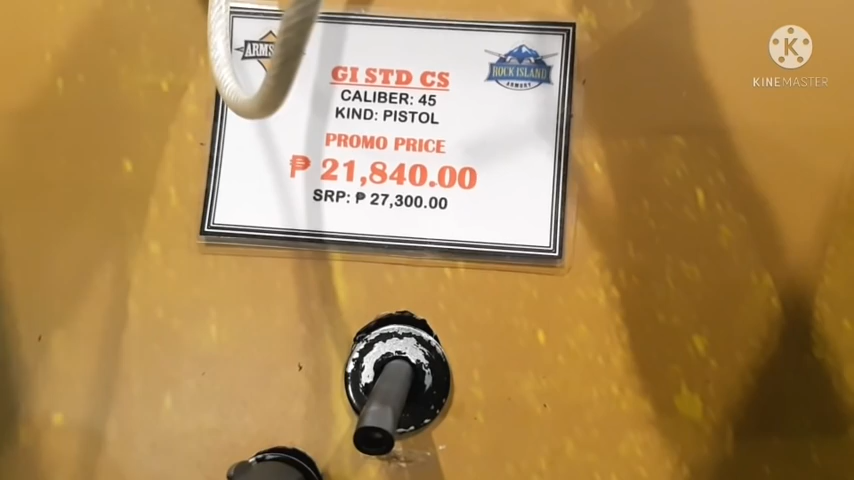 ARMS
GI STD CS
ROCK ISLAND
ARMORY
CALIBER: 45
KIND: PISTOL
PROMO PRICE
₱ 21,840.00
SRP: ₱ 27,300.00
K
KINEMASTER